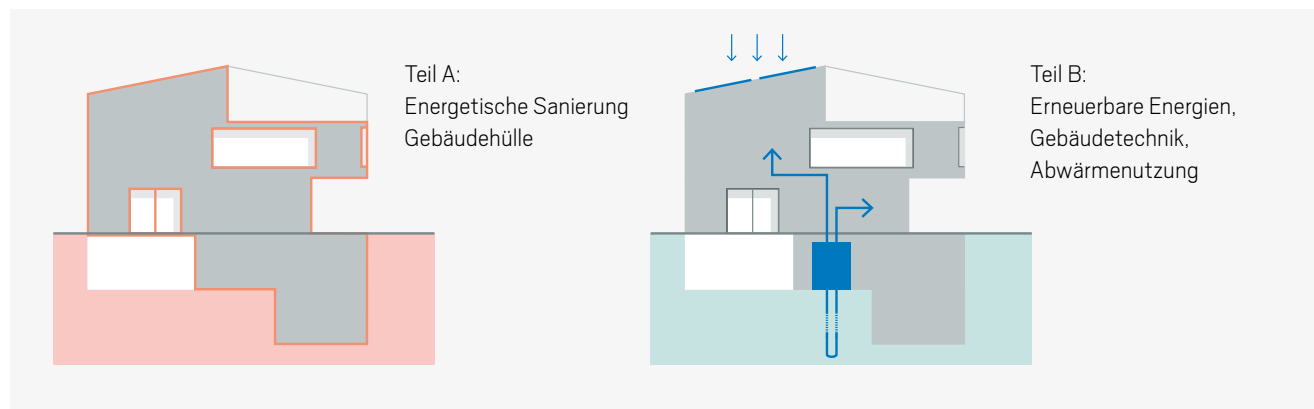 Teil A:
Energetische Sanierung
Gebäudehülle
Teil B:
Erneuerbare Energien,
Gebäudetechnik,
Abwärmenutzung